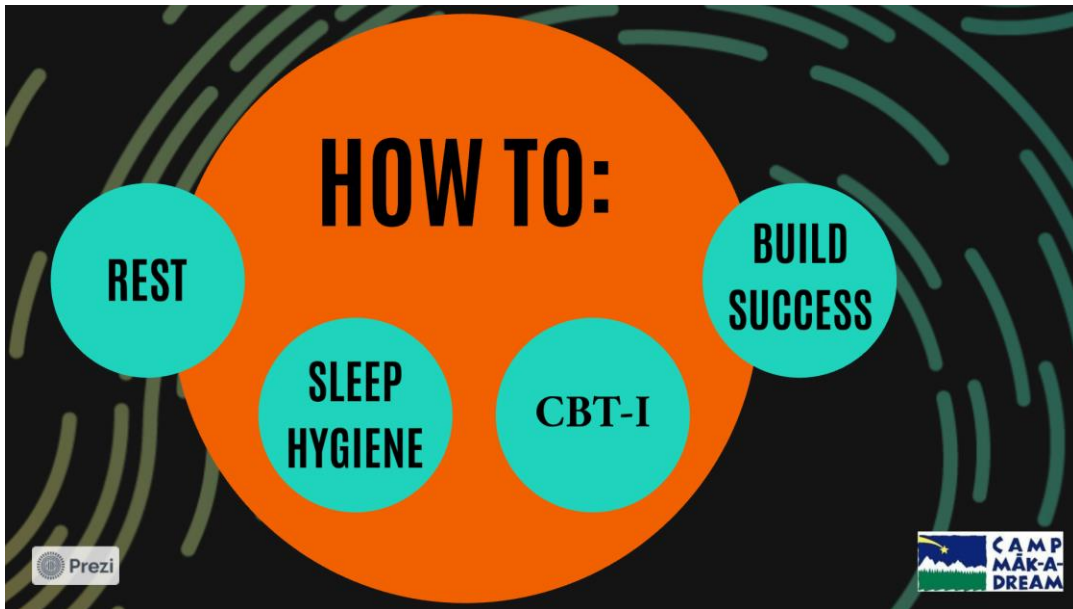 HOW TO:
REST
SLEEP
HYGIENE
CBT-I
BUILD
SUCCESS
Prezi
CAMP
MĀK-A-
DREAM